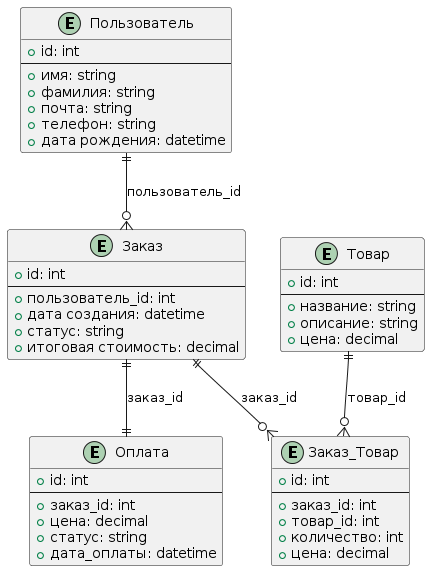 E Пользователь
id: int
имя: string
фамилия: string
почта: string
телефон: string
дата рождения: datetime
пользователь_id
E Заказ
id: int
пользователь_id: int
дата создания: datetime
статус: string
итоговая стоимость: decimal
E Товар
id: int
название: string
описание: string
цена: decimal
заказ_id
заказ_id
товар_id
E Оплата
id: int
заказ_id: int
цена: decimal
статус: string
дата_оплаты: datetime
E Заказ_Товар
id: int
заказ_id: int
товар_id: int
количество: int
цена: decimal